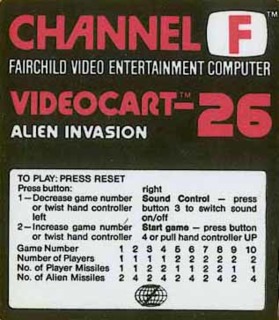 CHANNEL F™
FAIRCHILD VIDEO ENTERTAINMENT COMPUTER
VIDEOCART™ 26
ALIEN INVASION
TO PLAY: PRESS RESET
Press button:
1–Decrease game number
or twist hand controller
left
2–Increase game number
or twist hand controller
right
Sound Control – press
button 3 to switch sound
on/off
Start game – press button
4 or pull hand controller UP
Game Number 1 2 3 4 5 6 7 8 9 10
Number of Players 1 1 1 1 2 2 2 2 2 2
No. of Player Missiles 1 1 2 2 1 1 2 2 1 1
No. of Alien Missiles 2 4 2 4 2 4 2 4 2 4